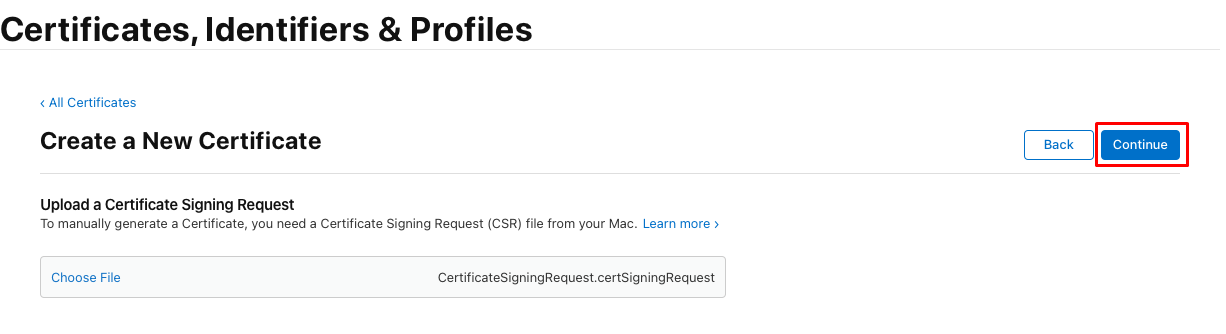 Certificates, Identifiers & Profiles
‹ All Certificates
Create a New Certificate
Back
Continue
Upload a Certificate Signing Request
To manually generate a Certificate, you need a Certificate Signing Request (CSR) file from your Mac. Learn more ›
Choose File CertificateSigningRequest.certSigningRequest